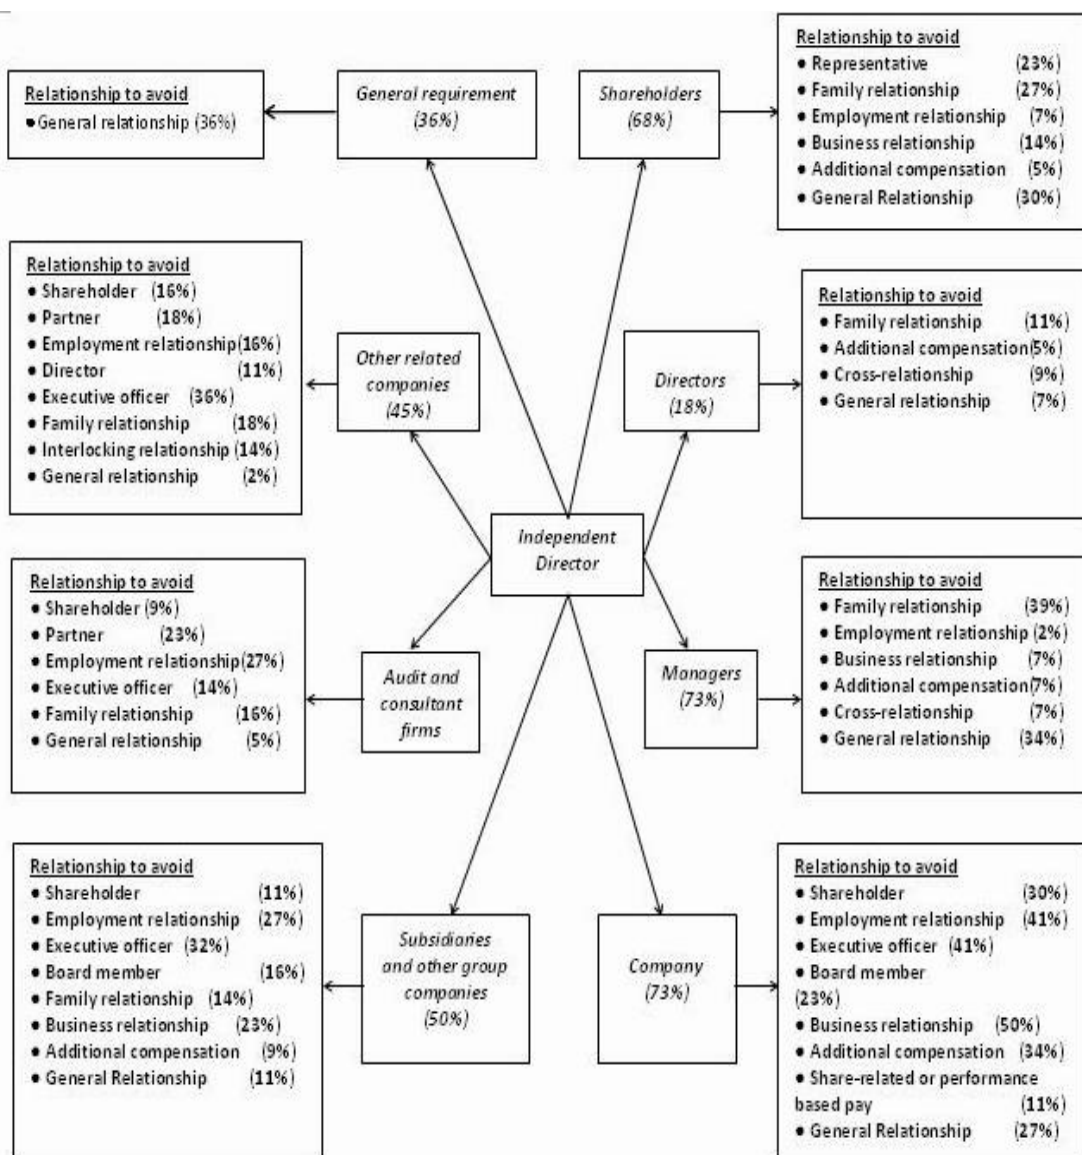 Relationship to avoid
● General relationship (36%)
General requirement
(36%)
Shareholders
(68%)
Relationship to avoid
● Representative (23%)
● Family relationship (27%)
● Employment relationship (7%)
● Business relationship (14%)
● Additional compensation (5%)
● General Relationship (30%)
Relationship to avoid
● Shareholder (16%)
● Partner (18%)
● Employment relationship(16%)
● Director (11%)
● Executive officer (36%)
● Family relationship (18%)
● Interlocking relationship (14%)
● General relationship (2%)
Other related
companies
(45%)
Directors
(18%)
Relationship to avoid
● Family relationship (11%)
● Additional compensation(5%)
● Cross-relationship (9%)
● General relationship (7%)
Independent
Director
Relationship to avoid
● Shareholder (9%)
● Partner (23%)
● Employment relationship(27%)
● Executive officer (14%)
● Family relationship (16%)
● General relationship (5%)
Audit and
consultant
firms
Managers
(73%)
Relationship to avoid
● Family relationship (39%)
● Employment relationship (2%)
● Business relationship (7%)
● Additional compensation(7%)
● Cross-relationship (7%)
● General relationship (34%)
Relationship to avoid
● Shareholder (11%)
● Employment relationship (27%)
● Executive officer (32%)
● Board member (16%)
● Family relationship (14%)
● Business relationship (23%)
● Additional compensation (9%)
● General Relationship (11%)
Subsidiaries
and other group
companies
(50%)
Company
(73%)
Relationship to avoid
● Shareholder (30%)
● Employment relationship (41%)
● Executive officer (41%)
● Board member
(23%)
● Business relationship (50%)
● Additional compensation (34%)
● Share-related or performance
based pay (11%)
● General Relationship (27%)